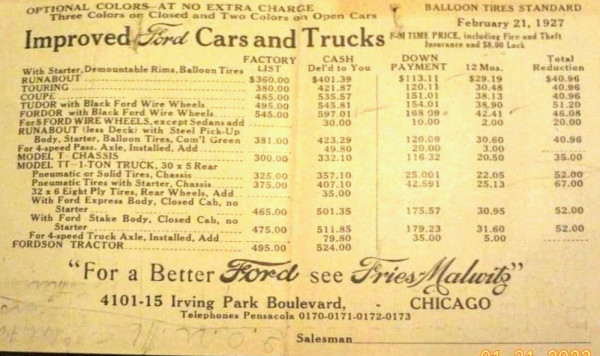 OPTIONAL COLORS—AT NO EXTRA CHARGE
Three Colors on Closed and Two Colors on Open Cars
BALLOON TIRES STANDARD
February 21, 1927
Improved Ford Cars and Trucks
F-M TIME PRICE, including Fire and Theft
Insurance and $8.00 Lock
FACTORY CASH DOWN Total
With Starter, Demountable Rims, Balloon Tires LIST Del'd to You PAYMENT 12 Mos. Reduction
RUNABOUT $360.00 $401.39 $113.11 $29.19 $40.96
TOURING 380.00 421.87 120.11 30.48 40.96
COUPE 485.00 535.57 151.01 38.13 40.96
TUDOR with Black Ford Wire Wheels 495.00 545.81 154.01 38.90 51.20
FORDOR with Black Ford Wire Wheels 545.00 597.01 168.09 42.41 46.08
For 5 FORD WIRE WHEELS, except Sedans add 30.00 10.00 2.00 20.00
RUNABOUT (less Deck) with Steel Pick-Up
Body, Starter, Balloon Tires, Com'l Green 381.00 423.29 120.09 30.60 40.96
For 4-speed Pass. Axle, Installed, Add 49.80 20.00 3.00
MODEL T CHASSIS 300.00 332.10 116.32 20.50 35.00
MODEL TT—1-TON TRUCK, 30 x 5 Rear
Pneumatic or Solid Tires, Chassis 325.00 357.10 25.001 22.05 52.00
Pneumatic Tires with Starter, Chassis 375.00 407.10 42.591 25.13 67.00
32 x 6 Eight Ply Tires, Rear Wheels, Add 35.00
With Ford Express Body, Closed Cab, no
Starter 465.00 501.35 175.57 30.95 52.00
With Ford Stake Body, Closed Cab, no
Starter 475.00 511.85 179.23 31.60 52.00
For 4-speed Truck Axle, Installed, Add 79.80 35.00 5.00
FORDSON TRACTOR 495.00 524.00
"For a Better Ford see Fries-Malwitz"
4101-15 Irving Park Boulevard, - CHICAGO
Telephones Pensacola 0170-0171-0172-0173
Salesman